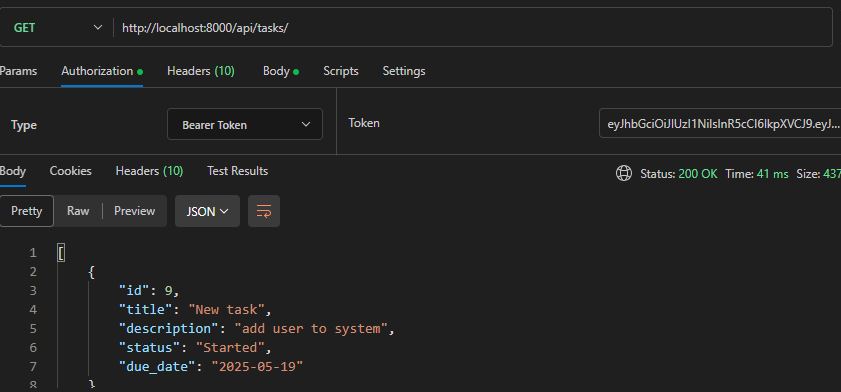 GET http://localhost:8000/api/tasks/
Params Authorization Headers (10) Body Scripts Settings
Type Bearer Token Token eyJhbGciOiJIUzI1NiIsInR5cCI6IkpXVCJ9.eyJ...
Body Cookies Headers (10) Test Results Status: 200 OK Time: 41 ms Size: 437
Pretty Raw Preview JSON
1 [
2 {
3 "id": 9,
4 "title": "New task",
5 "description": "add user to system",
6 "status": "Started",
7 "due_date": "2025-05-19"
8 }